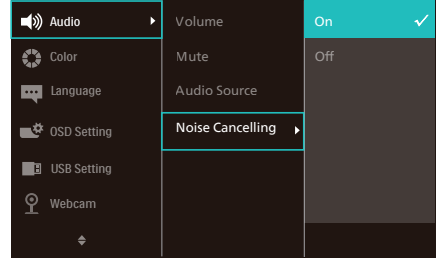 Audio
Color
Language
OSD Setting
USB Setting
Webcam
Volume
Mute
Audio Source
Noise Cancelling
On
Off